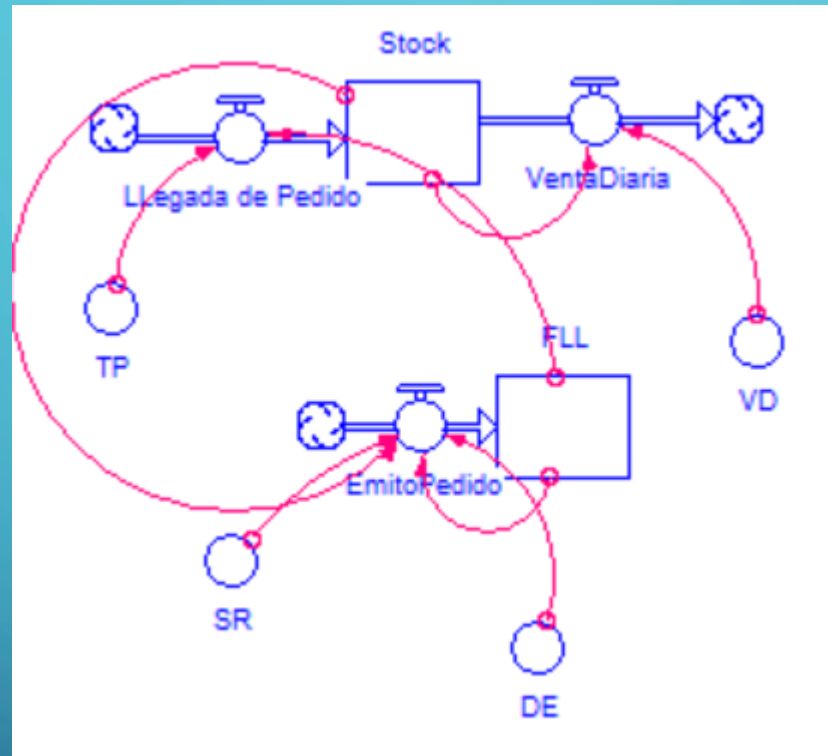 Stock
LLegada de Pedido
VentaDiaria
TP
FLL
VD
EmitoPedido
SR
DE